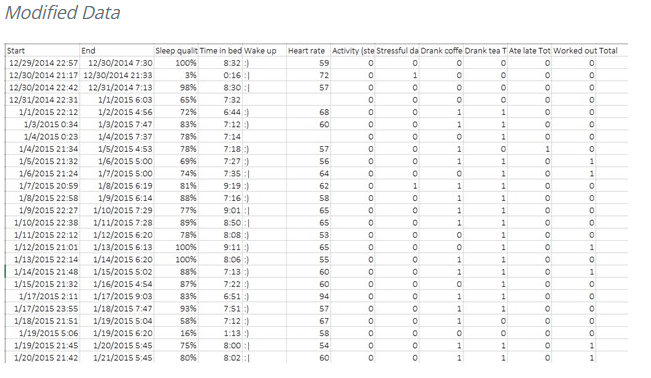 Modified Data
Start End Sleep qualit Time in bed Wake up Heart rate Activity (ste Stressful da Drank coffe Drank tea T Ate late Tot Worked out Total
12/29/2014 22:57 12/30/2014 7:30 100% 8:32 :) 59 0 0 0 0 0 0
12/30/2014 21:17 12/30/2014 21:33 3% 0:16 :| 72 0 1 0 0 0 0
12/30/2014 22:42 12/31/2014 7:13 98% 8:30 :| 57 0 0 0 0 0 0
12/31/2014 22:31 1/1/2015 6:03 65% 7:32 0 0 0 0 0 0
1/1/2015 22:12 1/2/2015 4:56 72% 6:44 :) 68 0 0 1 1 0 0
1/3/2015 0:34 1/3/2015 7:47 83% 7:12 :) 60 0 0 1 1 0 0
1/4/2015 0:23 1/4/2015 7:37 78% 7:14 0 0 0 1 0 0
1/4/2015 21:34 1/5/2015 4:53 78% 7:18 :) 57 0 0 1 0 1 0
1/5/2015 21:32 1/6/2015 5:00 69% 7:27 :| 56 0 0 1 1 0 1
1/6/2015 21:24 1/7/2015 5:00 74% 7:35 :| 64 0 0 0 1 0 1
1/7/2015 20:59 1/8/2015 6:19 81% 9:19 :) 62 0 1 1 1 0 0
1/8/2015 22:58 1/9/2015 6:14 88% 7:16 :) 58 0 0 1 1 0 0
1/9/2015 22:27 1/10/2015 7:29 77% 9:01 :| 65 0 0 1 1 0 0
1/10/2015 22:38 1/11/2015 7:28 89% 8:50 :| 65 0 0 1 1 0 0
1/11/2015 22:12 1/12/2015 6:20 78% 8:08 :) 53 0 0 0 1 0 0
1/12/2015 21:01 1/13/2015 6:13 100% 9:11 :) 65 0 0 0 1 0 1
1/13/2015 22:14 1/14/2015 6:20 100% 8:06 :| 55 0 0 1 1 0 0
1/14/2015 21:48 1/15/2015 5:02 88% 7:13 :) 60 0 0 1 1 0 1
1/15/2015 21:32 1/16/2015 4:54 87% 7:22 :) 60 0 0 0 1 0 0
1/17/2015 2:11 1/17/2015 9:03 83% 6:51 :) 94 0 0 1 1 0 0
1/17/2015 23:55 1/18/2015 7:47 93% 7:51 :) 57 0 0 1 1 0 0
1/18/2015 21:51 1/19/2015 5:04 58% 7:12 :) 67 0 0 1 0 0 0
1/19/2015 5:06 1/19/2015 6:20 16% 1:13 :) 58 0 0 0 0 0 0
1/19/2015 21:45 1/20/2015 5:45 75% 8:00 :| 54 0 0 1 1 0 1
1/20/2015 21:42 1/21/2015 5:45 80% 8:02 :| 60 0 0 1 1 0 1